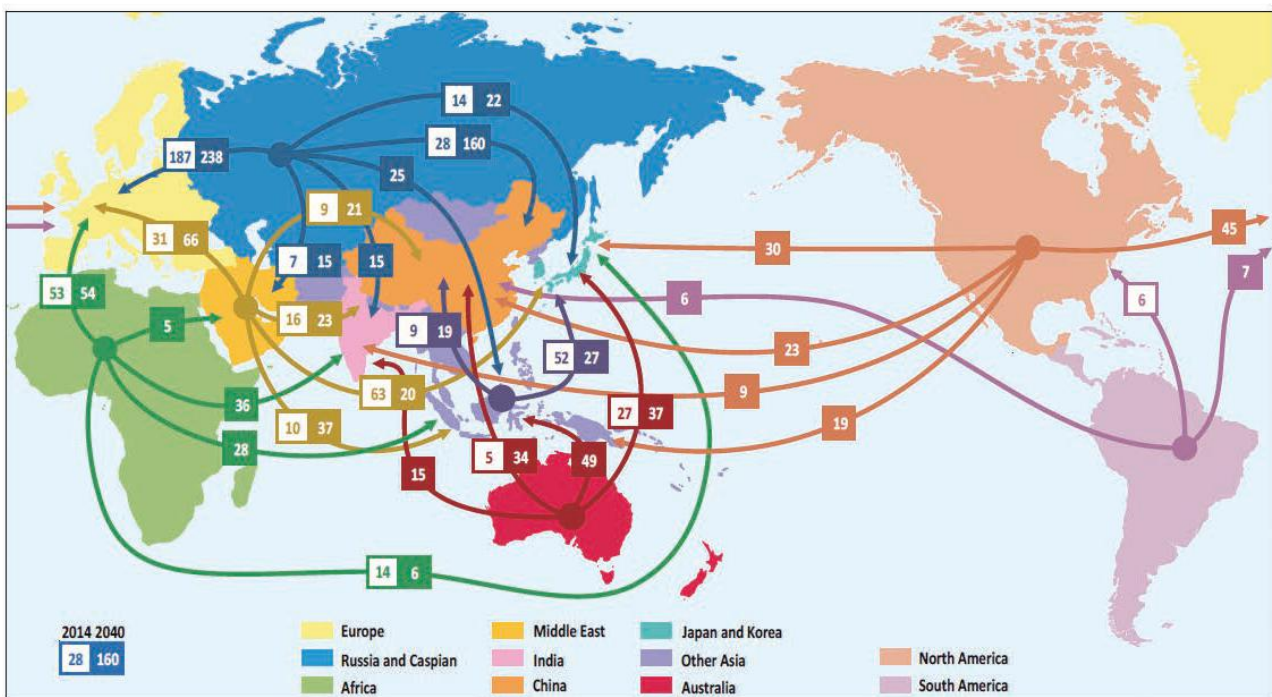 14 22
187 238
28 160
25
9 21
31 66
45
30
7 15
15
7
53 54
6
6
16 23
5
9 19
52 27
23
63 20
9
36
27 37
10 37
19
28
5 34
49
15
14 6
2014 2040
28 160
Europe
Middle East
Japan and Korea
Russia and Caspian
India
Other Asia
North America
Africa
China
Australia
South America